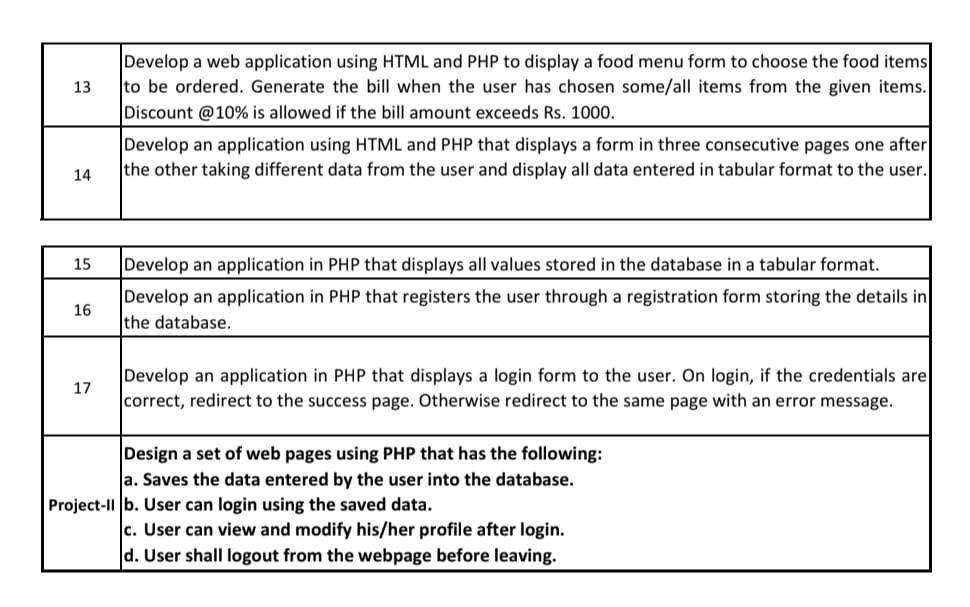 Develop a web application using HTML and PHP to display a food menu form to choose the food items
13 to be ordered. Generate the bill when the user has chosen some/all items from the given items.
Discount @10% is allowed if the bill amount exceeds Rs. 1000.
Develop an application using HTML and PHP that displays a form in three consecutive pages one after
14 the other taking different data from the user and display all data entered in tabular format to the user.
15 Develop an application in PHP that displays all values stored in the database in a tabular format.
16 Develop an application in PHP that registers the user through a registration form storing the details in
the database.
17 Develop an application in PHP that displays a login form to the user. On login, if the credentials are
correct, redirect to the success page. Otherwise redirect to the same page with an error message.
Design a set of web pages using PHP that has the following:
a. Saves the data entered by the user into the database.
Project-II b. User can login using the saved data.
c. User can view and modify his/her profile after login.
d. User shall logout from the webpage before leaving.